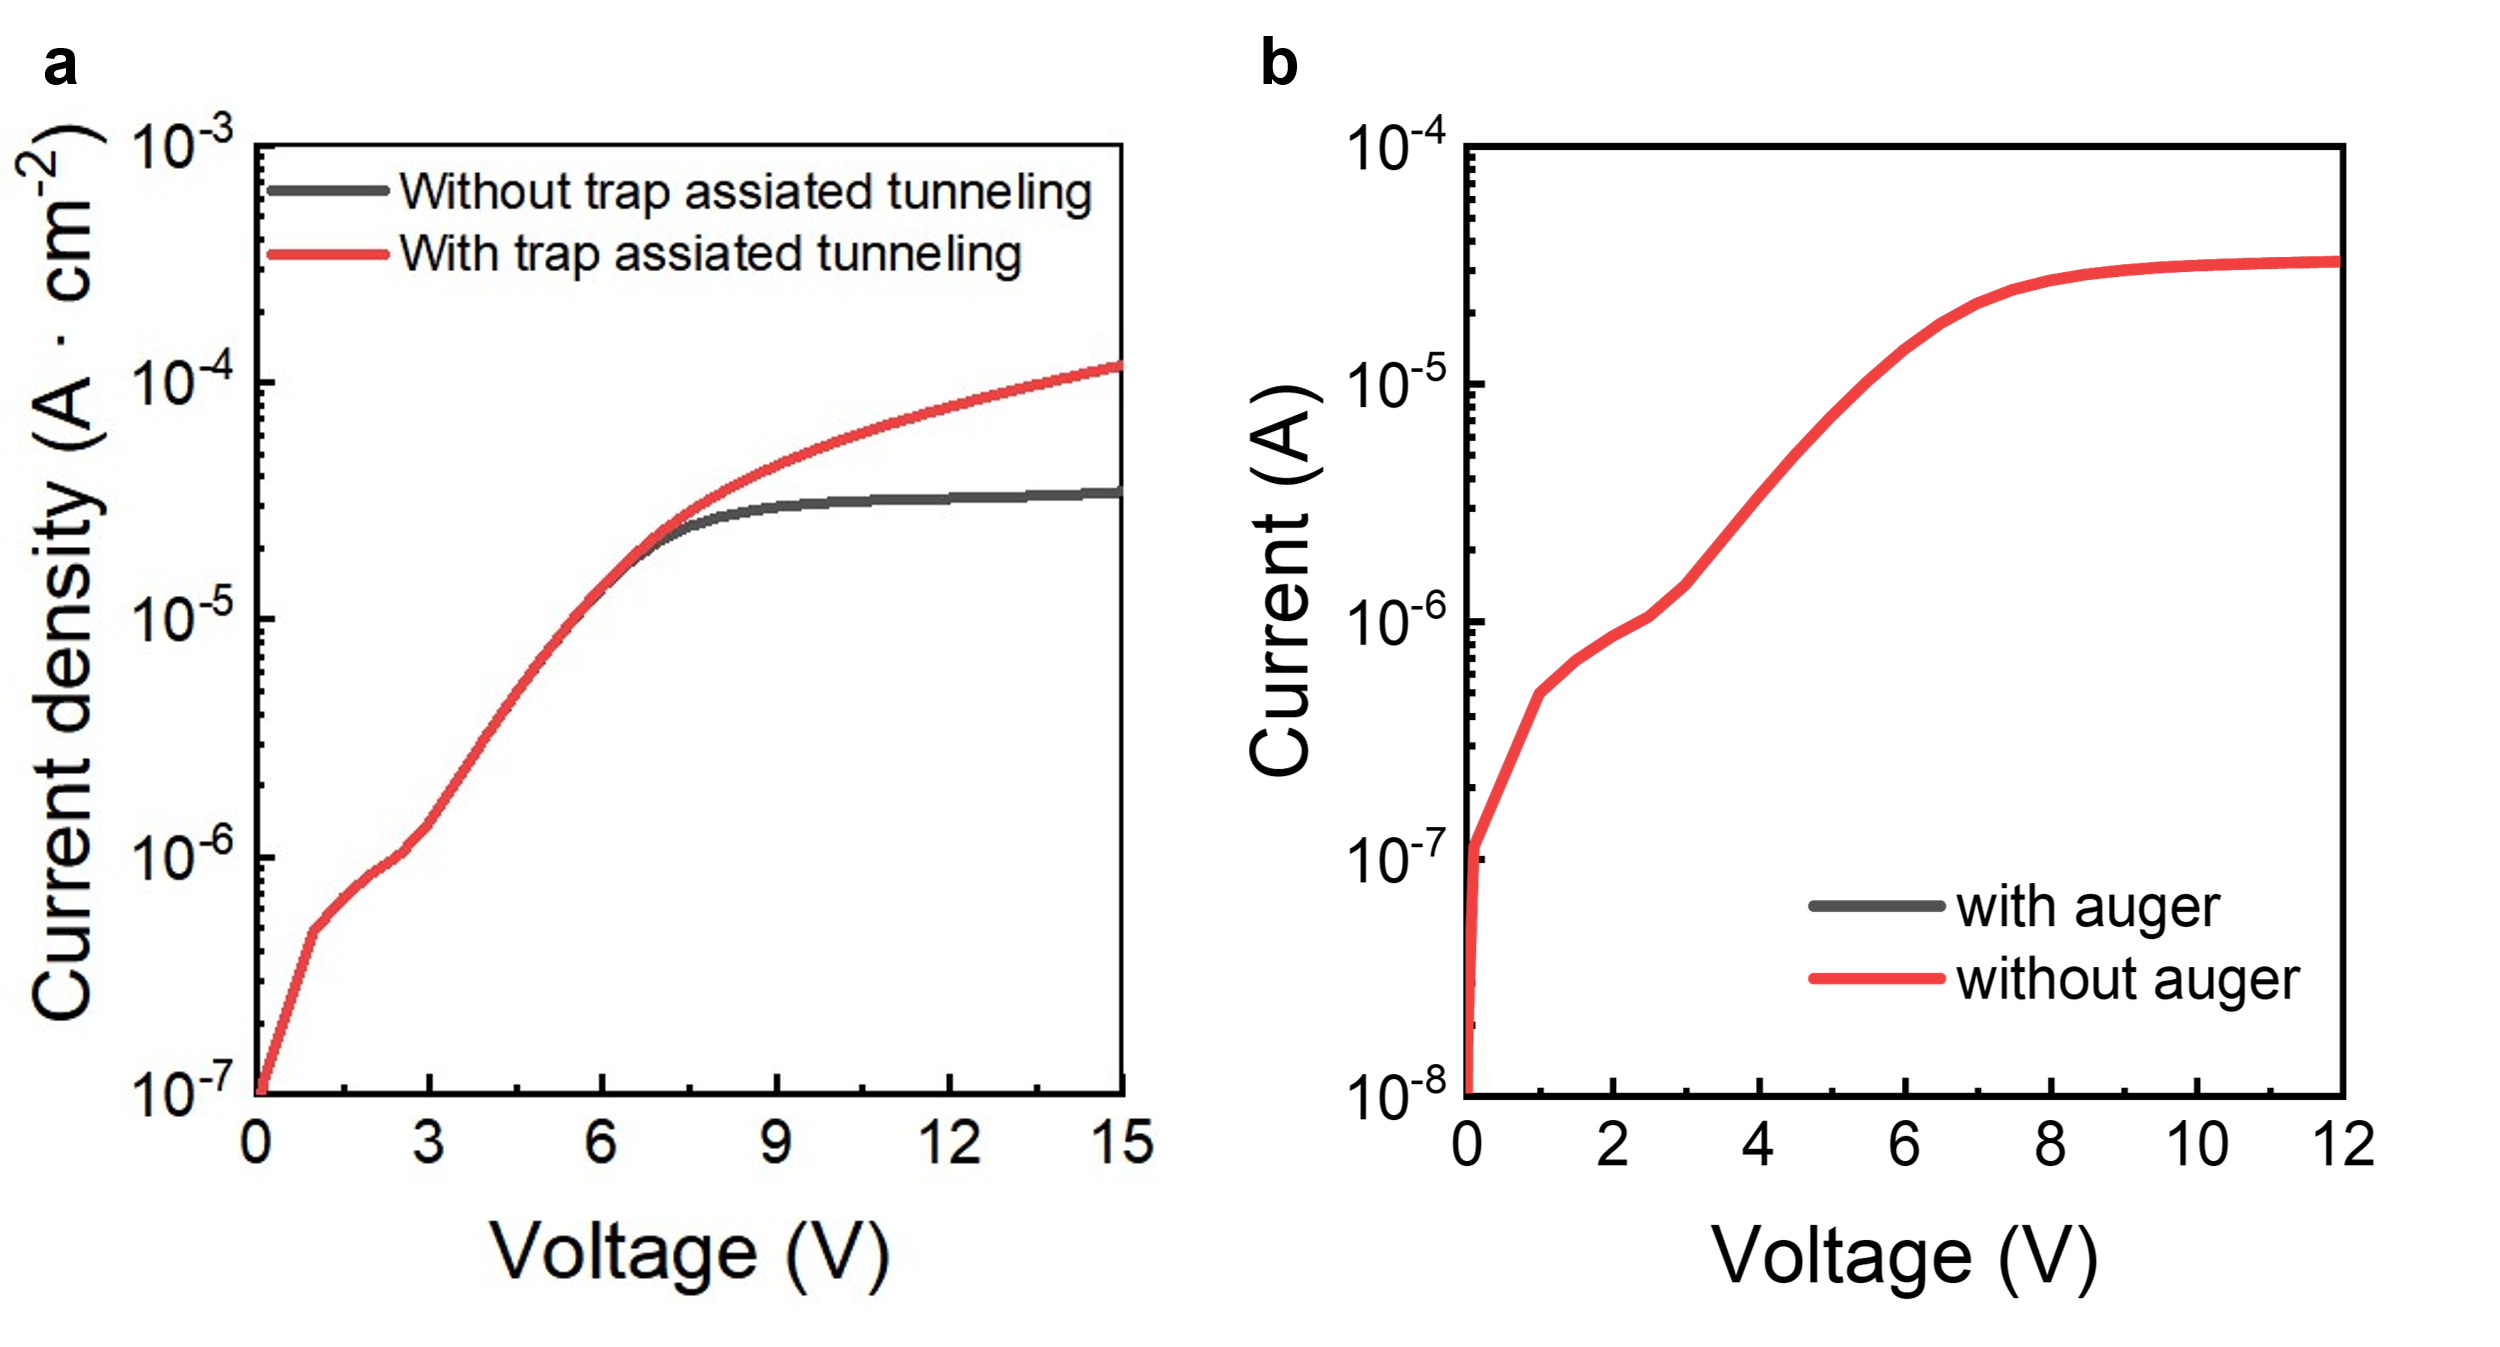 a
Current density (A · cm⁻²)
10⁻³
10⁻⁴
10⁻⁵
10⁻⁶
10⁻⁷
Without trap assiated tunneling
With trap assiated tunneling
0 3 6 9 12 15
Voltage (V)
b
Current (A)
10⁻⁴
10⁻⁵
10⁻⁶
10⁻⁷
10⁻⁸
with auger
without auger
0 2 4 6 8 10 12
Voltage (V)